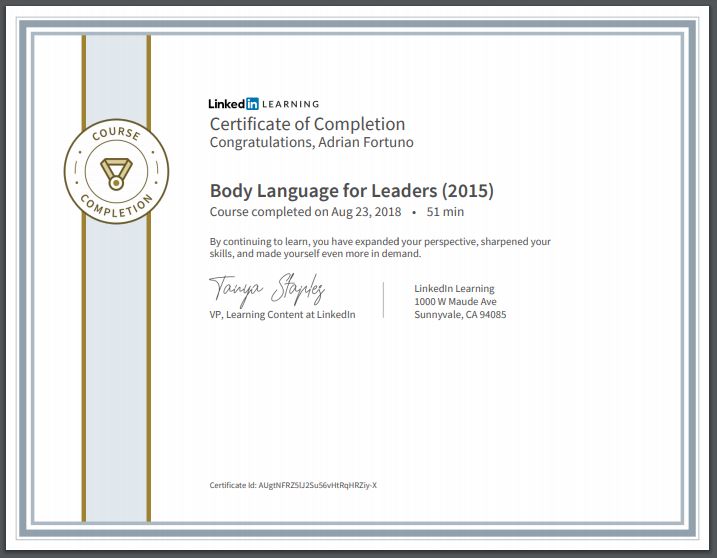 LinkedIn LEARNING
Certificate of Completion
Congratulations, Adrian Fortuno
COURSE
COMPLETION
Body Language for Leaders (2015)
Course completed on Aug 23, 2018 • 51 min
By continuing to learn, you have expanded your perspective, sharpened your
skills, and made yourself even more in demand.
Tanya Staples
VP, Learning Content at LinkedIn
LinkedIn Learning
1000 W Maude Ave
Sunnyvale, CA 94085
Certificate Id: